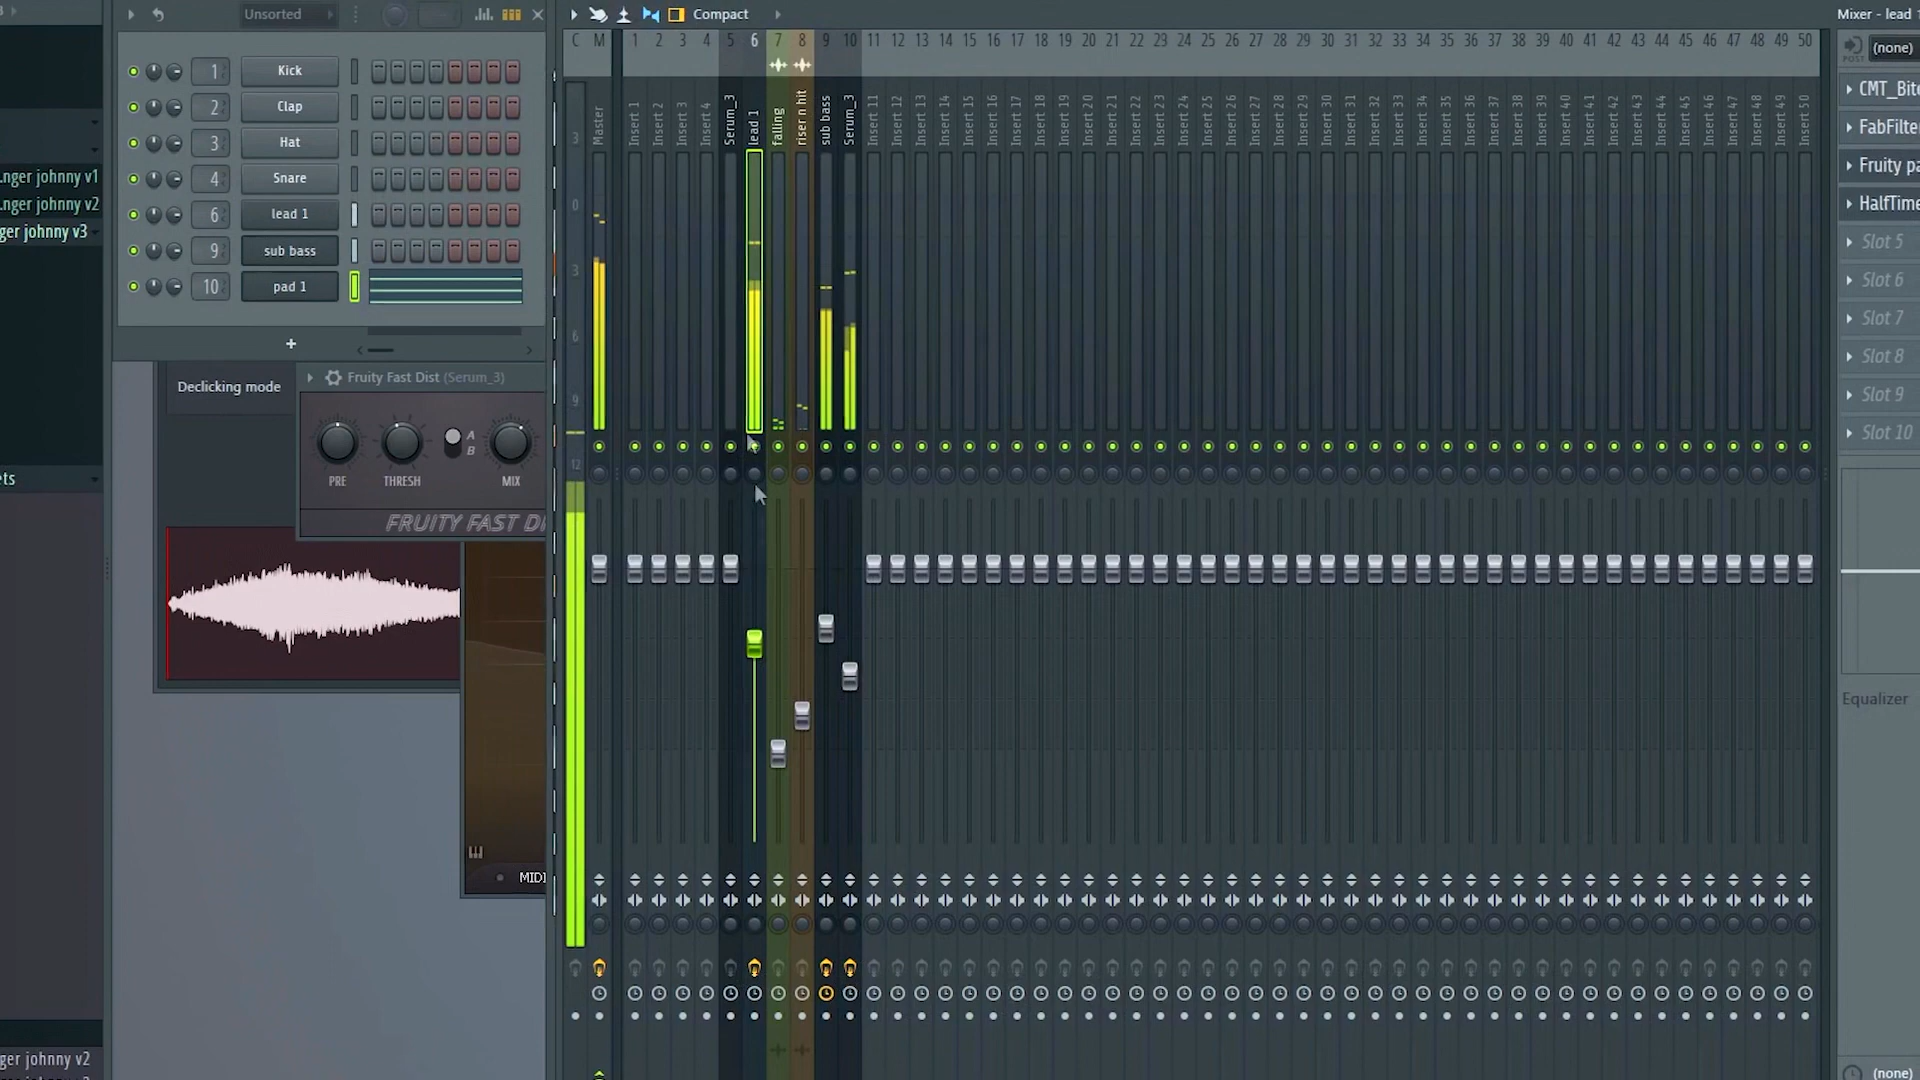 Unsorted
Compact
Mixer - lead 1
C M 1 2 3 4 5 6 7 8 9 10 11 12 13 14 15 16 17 18 19 20 21 22 23 24 25 26 27 28 29 30 31 32 33 34 35 36 37 38 39 40 41 42 43 44 45 46 47 48 49 50
(none)
POST
1 Kick
2 Clap
3 Hat
4 Snare
6 lead 1
9 sub bass
10 pad 1
+
.nger johnny v1
.nger johnny v2
ger johnny v3
ets
Master
Insert 1
Insert 2
Insert 3
Insert 4
Serum_3
lead 1
falling
riser n hit
sub bass
Serum_3
Insert 11
Insert 12
Insert 13
Insert 14
Insert 15
Insert 16
Insert 17
Insert 18
Insert 19
Insert 20
Insert 21
Insert 22
Insert 23
Insert 24
Insert 25
Insert 26
Insert 27
Insert 28
Insert 29
Insert 30
Insert 31
Insert 32
Insert 33
Insert 34
Insert 35
Insert 36
Insert 37
Insert 38
Insert 39
Insert 40
Insert 41
Insert 42
Insert 43
Insert 44
Insert 45
Insert 46
Insert 47
Insert 48
Insert 49
Insert 50
3
0
3
6
9
12
CMT_Bit
FabFilte
Fruity pa
HalfTime
Slot 5
Slot 6
Slot 7
Slot 8
Slot 9
Slot 10
Declicking mode
Fruity Fast Dist (Serum_3)
A
B
PRE THRESH MIX
FRUITY FAST DI
MIDI
Equalizer
ger johnny v2
(none)